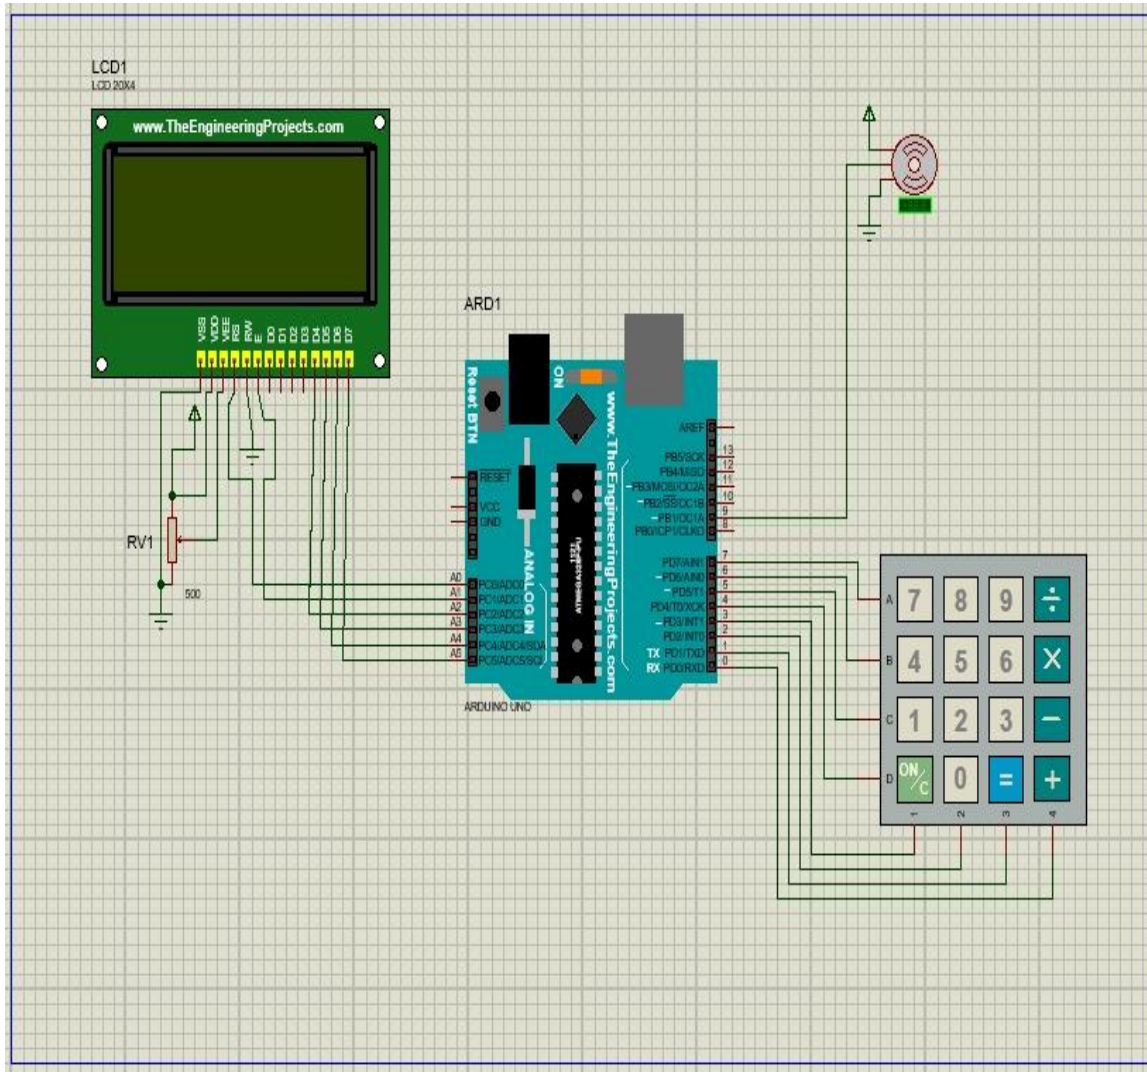 LCD1
LCD 20X4
www.TheEngineeringProjects.com
VSS
VDD
VEE
RS
RW
E
D0
D1
D2
D3
D4
D5
D6
D7
RV1
500
ARD1
Reset BTN
ON
www.TheEngineeringProjects.com
RESET
VCC
GND
ANALOG IN
A0
PC0/ADC0
A1
PC1/ADC1
A2
PC2/ADC2
A3
PC3/ADC3
A4
PC4/ADC4/SDA
A5
PC5/ADC5/SCL
AREF
PB5/SCK 13
PB4/MISO 12
~PB3/MOSI/OC2A 11
~PB2/SS/OC1B 10
~PB1/OC1A 9
PB0/ICP1/CLKO 8
PD7/AIN1 7
~PD6/AIN0 6
~PD5/T1 5
PD4/T0/XCK 4
~PD3/INT1 3
PD2/INT0 2
TX PD1/TXD 1
RX PD0/RXD 0
ARDUINO UNO
A 7 8 9 ÷
B 4 5 6 ×
C 1 2 3 −
D ON/C 0 = +
1 2 3 4